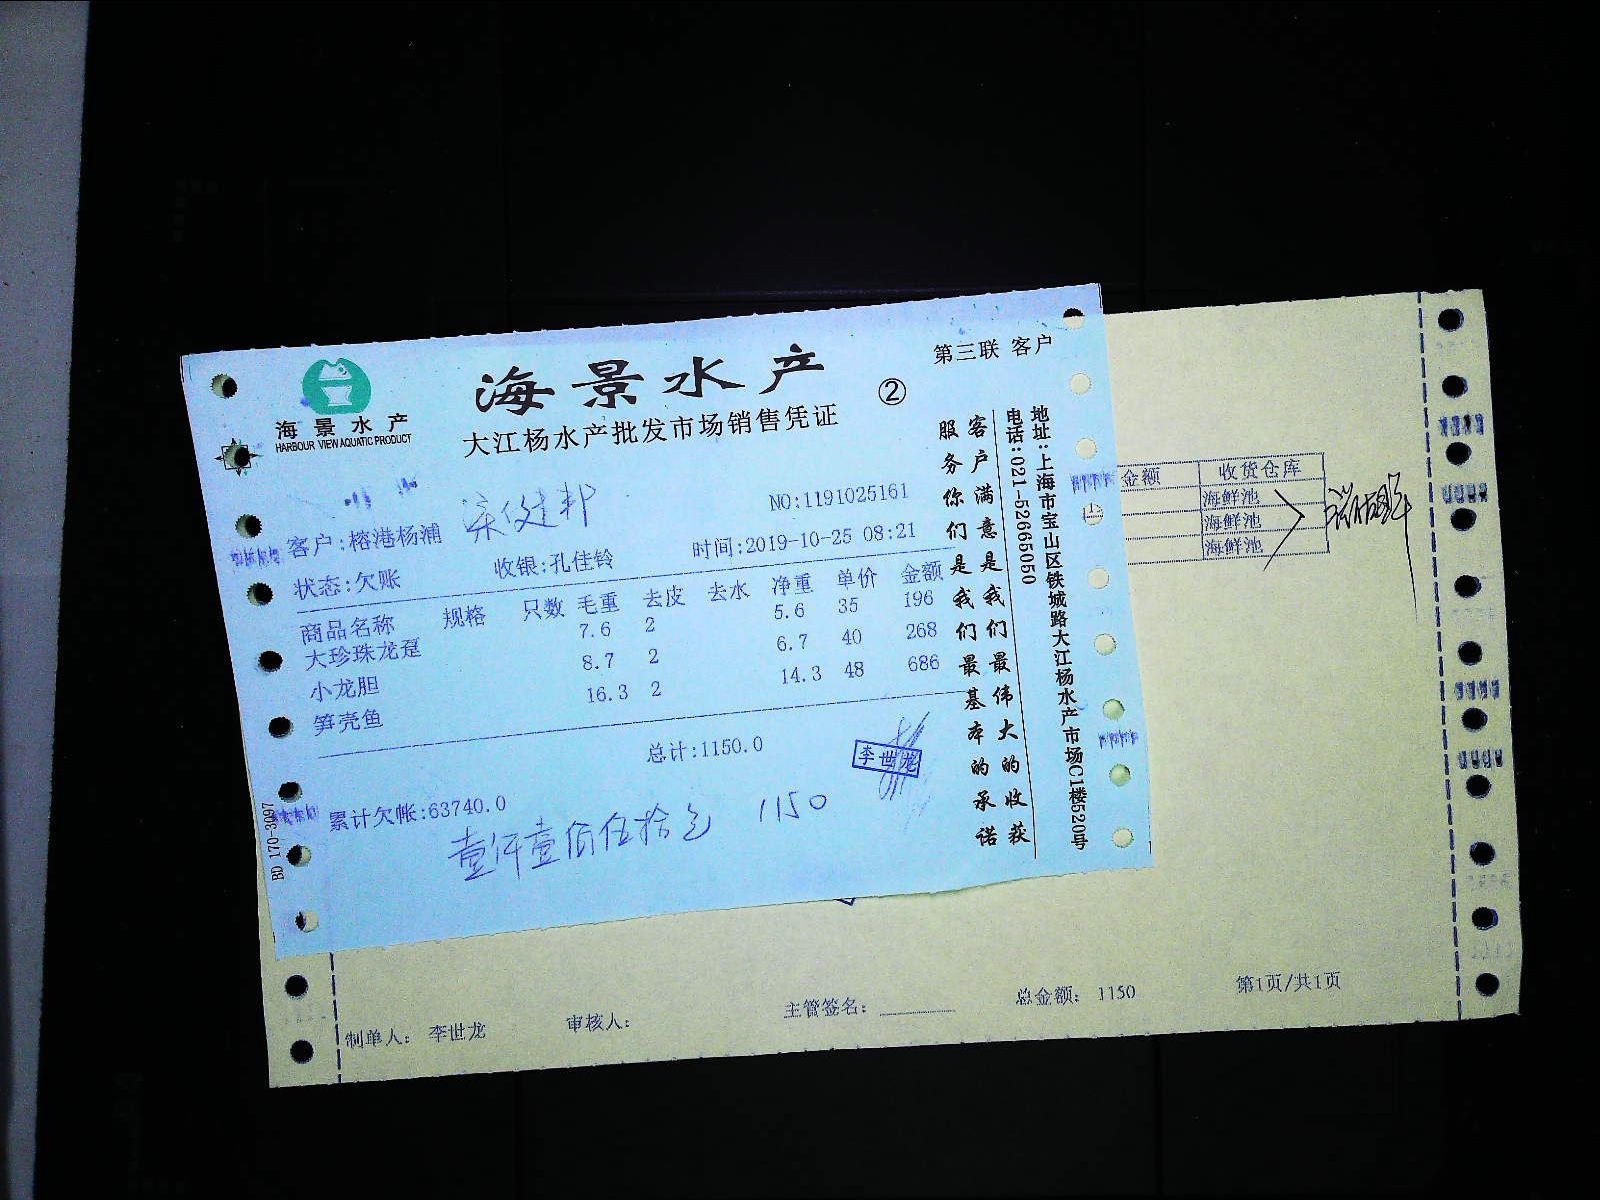 海景水产
HARBOUR VIEW AQUATIC PRODUCT
海景水产
大江杨水产批发市场销售凭证
②
第三联 客户
NO:1191025161
客户:榕港杨浦
时间:2019-10-25 08:21
状态:欠账 收银:孔佳铃
商品名称 规格 只数 毛重 去皮 去水 净重 单价 金额
大珍珠龙趸 7.6 2 5.6 35 196
小龙胆 8.7 2 6.7 40 268
笋壳鱼 16.3 2 14.3 48 686
总计:1150.0
李世龙
累计欠帐:63740.0
壹仟壹佰伍拾元 1150
BD 170-3097
客户满意是我们最伟大的收获
服务你们是我们最基本的承诺
地址:上海市宝山区铁城路大江杨水产市场C1楼520号
电话:021-52665050
金额 收货仓库
海鲜池
海鲜池
海鲜池
制单人: 李世龙 审核人: 主管签名: 总金额: 1150 第1页/共1页